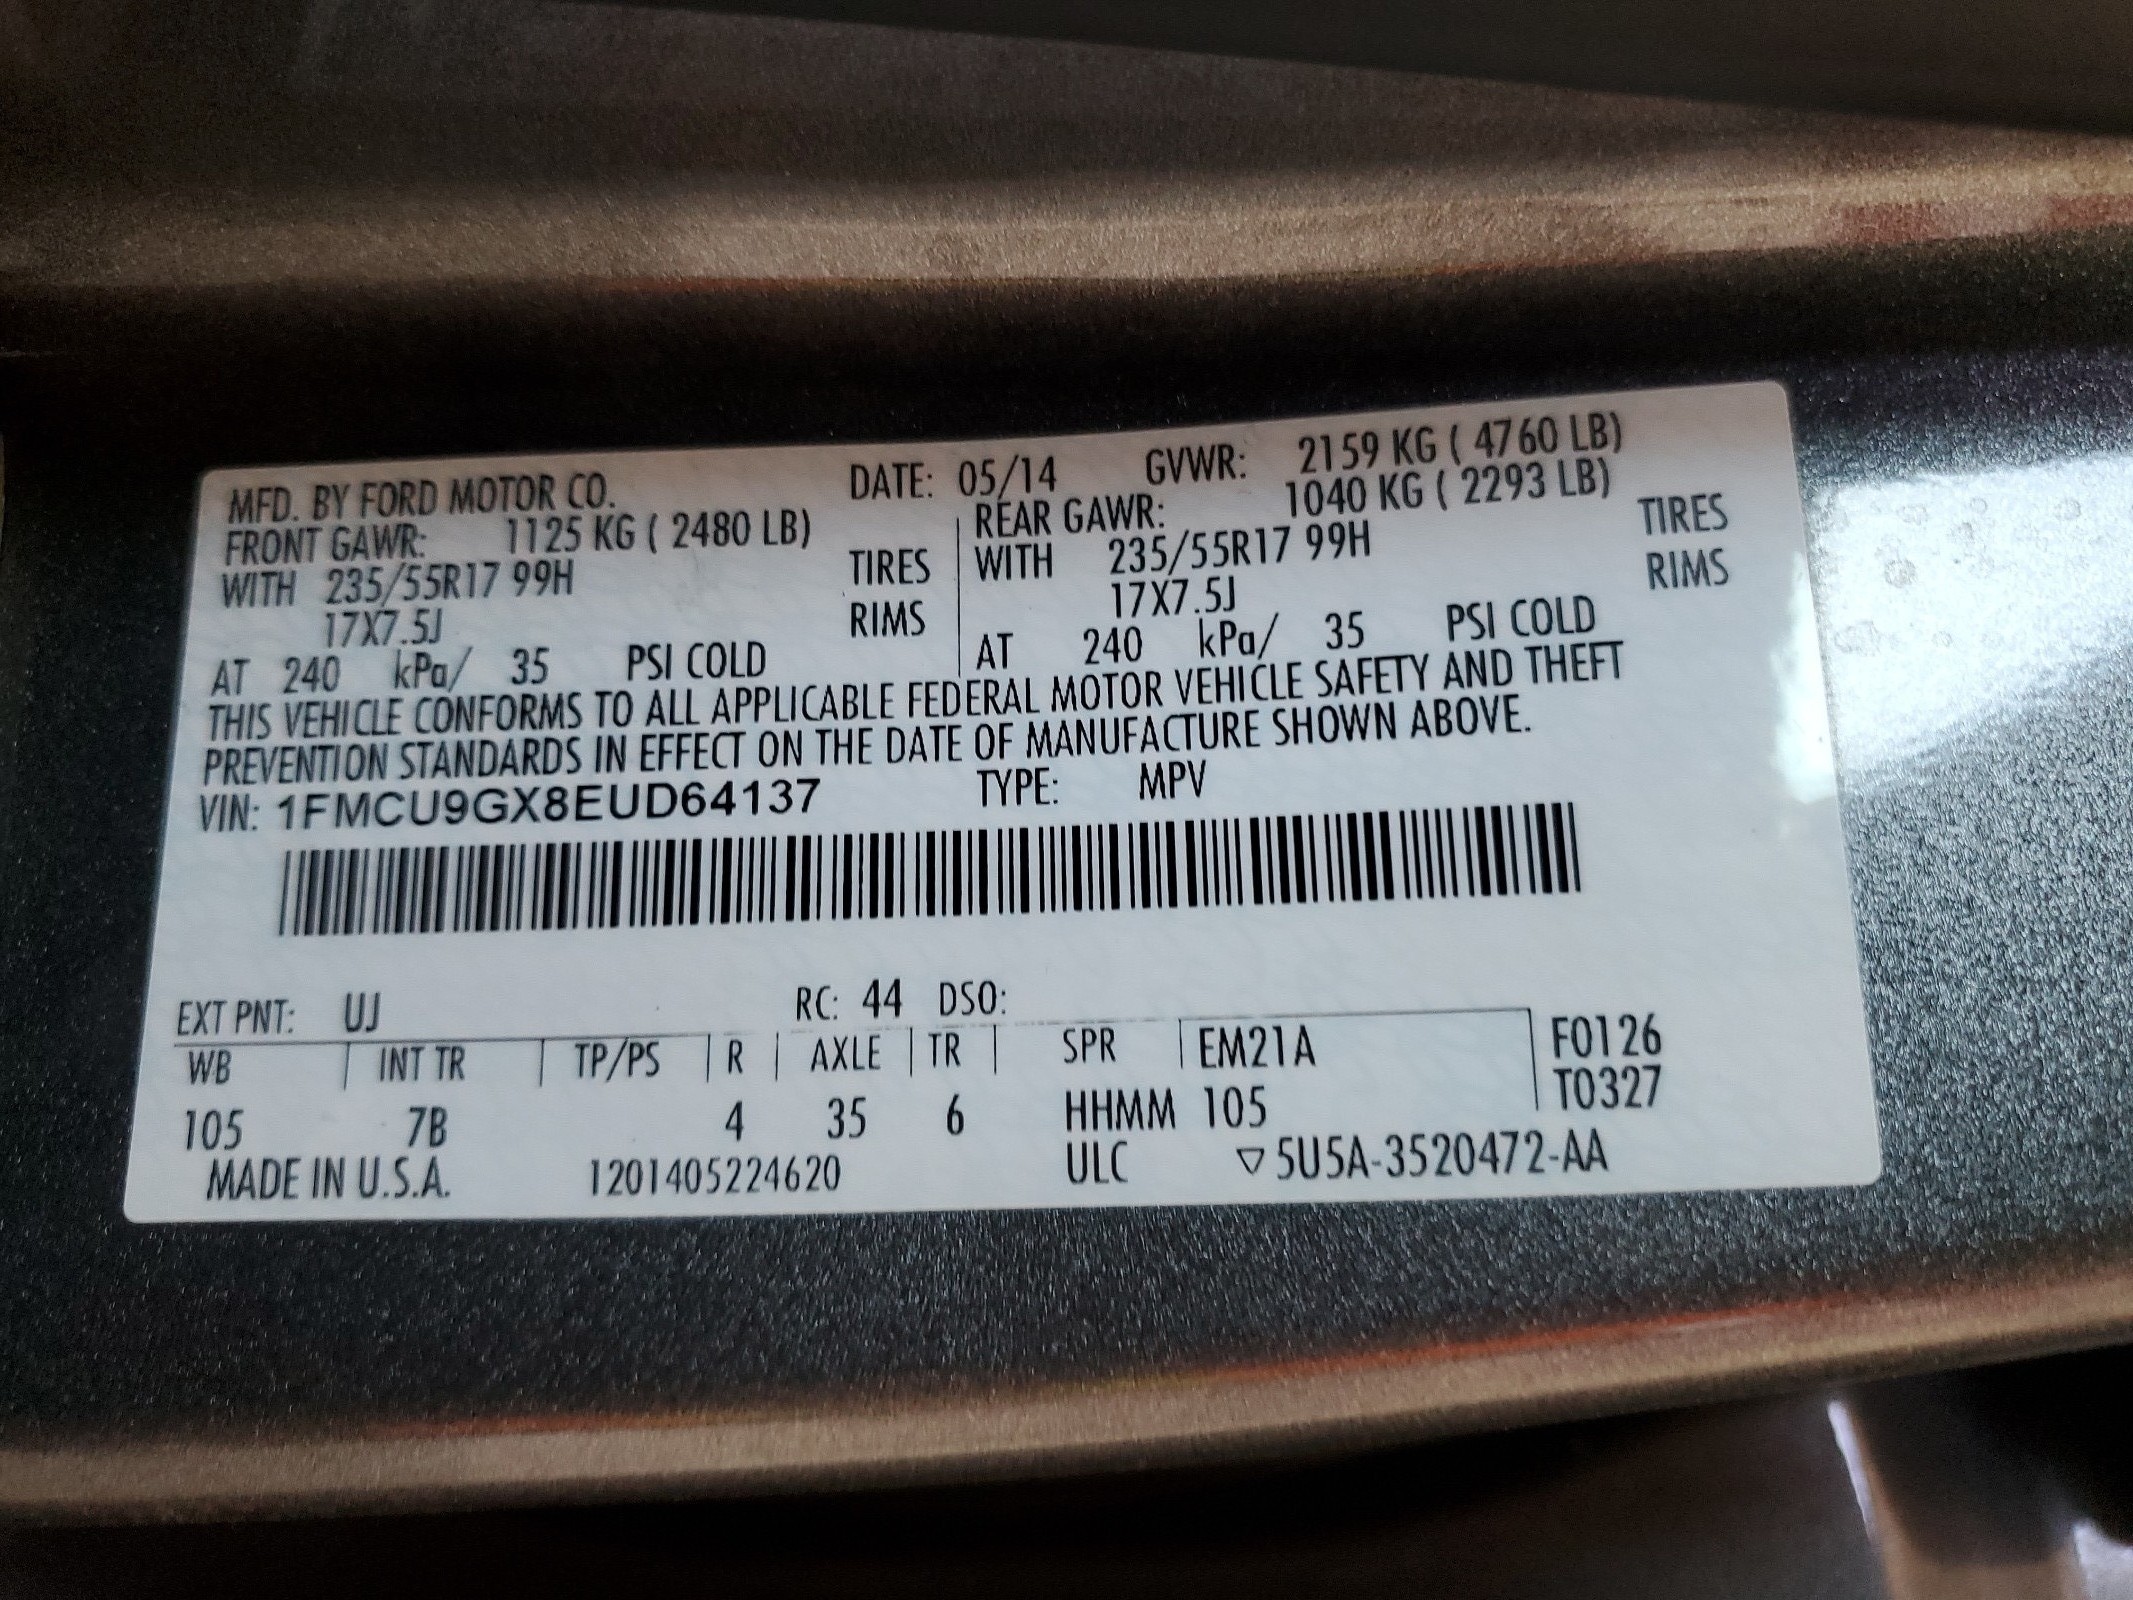 MFD. BY FORD MOTOR CO. DATE: 05/14 GVWR: 2159 KG ( 4760 LB)
FRONT GAWR: 1125 KG ( 2480 LB) REAR GAWR: 1040 KG ( 2293 LB)
WITH 235/55R17 99H TIRES WITH 235/55R17 99H TIRES
17X7.5J RIMS 17X7.5J RIMS
AT 240 kPa/ 35 PSI COLD AT 240 kPa/ 35 PSI COLD
THIS VEHICLE CONFORMS TO ALL APPLICABLE FEDERAL MOTOR VEHICLE SAFETY AND THEFT
PREVENTION STANDARDS IN EFFECT ON THE DATE OF MANUFACTURE SHOWN ABOVE.
VIN: 1FMCU9GX8EUD64137 TYPE: MPV
EXT PNT: UJ RC: 44 DSO:
WB INT TR TP/PS R AXLE TR SPR EM21A F0126
T0327
105 7B 4 35 6 HHMM 105
MADE IN U.S.A. 1201405224620 ULC ▽ 5U5A-3520472-AA